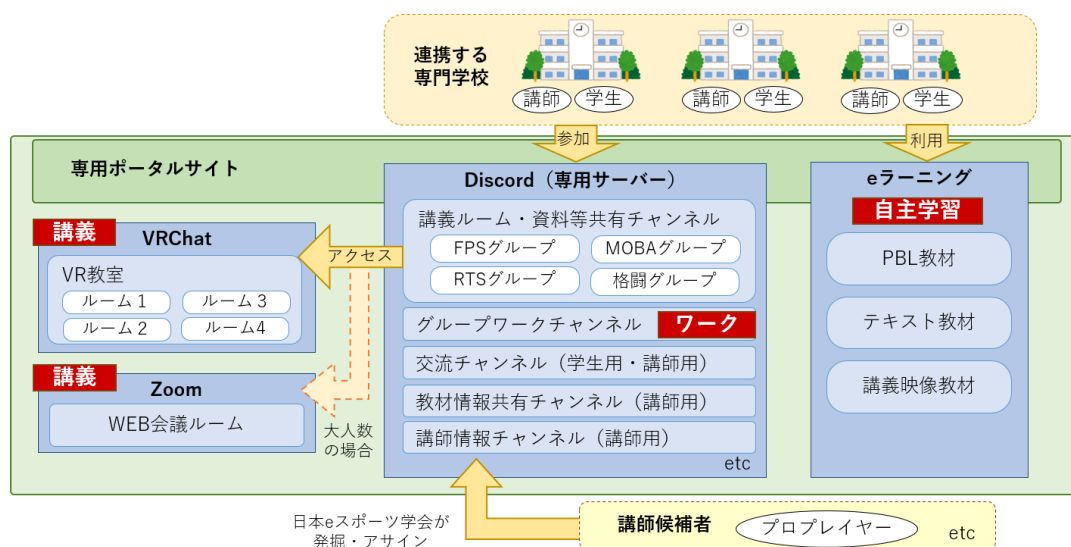 連携する
専門学校
講師
学生
講師
学生
講師
学生
参加
利用
専用ポータルサイト
講義
VRChat
VR教室
ルーム１
ルーム３
ルーム２
ルーム4
講義
Zoom
WEB会議ルーム
アクセス
大人数
の場合
Discord（専用サーバー）
講義ルーム・資料等共有チャンネル
FPSグループ
MOBAグループ
RTSグループ
格闘グループ
グループワークチャンネル
ワーク
交流チャンネル（学生用・講師用）
教材情報共有チャンネル（講師用）
講師情報チャンネル（講師用）
etc
eラーニング
自主学習
PBL教材
テキスト教材
講義映像教材
日本eスポーツ学会が
発掘・アサイン
講師候補者
プロプレイヤー
etc